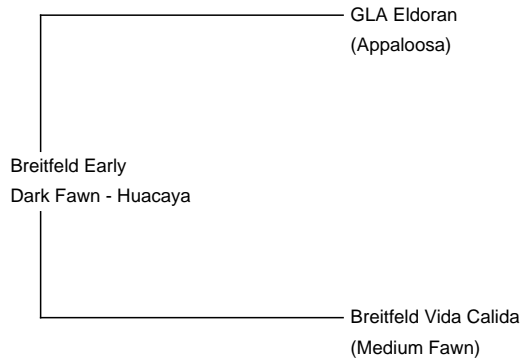 GLA Eldoran
(Appaloosa)
Breitfeld Early
Dark Fawn - Huacaya
Breitfeld Vida Calida
(Medium Fawn)